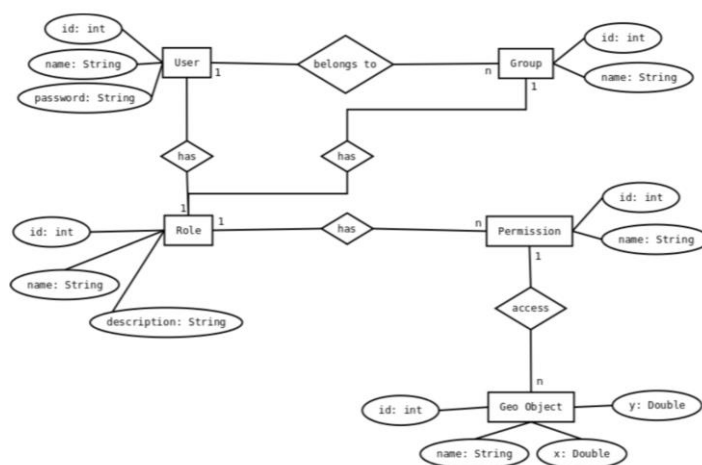 id: int
name: String
password: String
User
1
belongs to
n
Group
1
id: int
name: String
has
has
1
id: int
name: String
description: String
Role
1
has
n
Permission
1
id: int
name: String
access
n
Geo Object
id: int
name: String
x: Double
y: Double